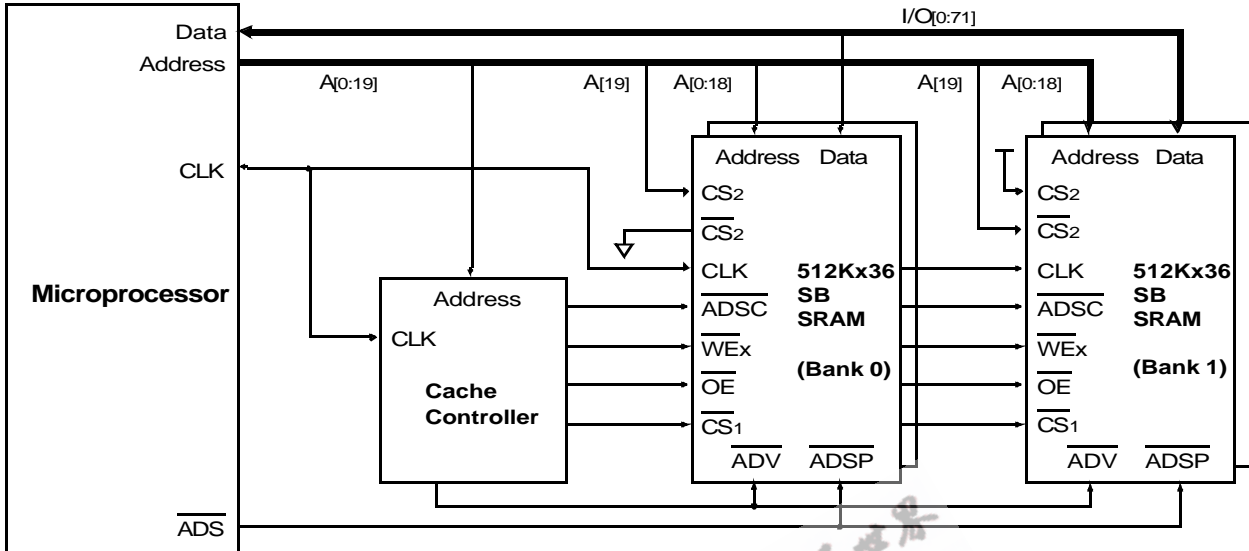 I/O[0:71]
Data
Address
A[0:19]
A[19]
A[0:18]
A[19]
A[0:18]
CLK
Microprocessor
ADS
Address
CLK
Cache
Controller
Address Data
CS2
CS2
CLK
ADSC
WEx
OE
CS1
ADV ADSP
512Kx36
SB
SRAM
(Bank 0)
Address Data
CS2
CS2
CLK
ADSC
WEx
OE
CS1
ADV ADSP
512Kx36
SB
SRAM
(Bank 1)